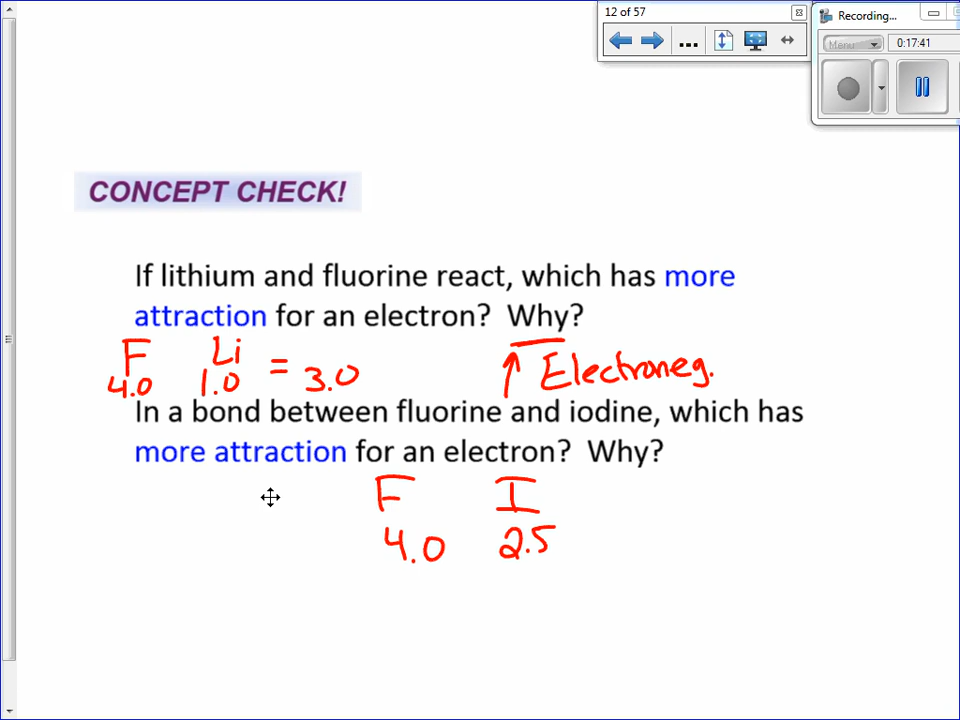 12 of 57
Recording...
Menu
0:17:41
CONCEPT CHECK!
If lithium and fluorine react, which has more
attraction for an electron? Why?
F Li = 3.0 ↑ Electroneg.
4.0 1.0
In a bond between fluorine and iodine, which has
more attraction for an electron? Why?
F I
4.0 2.5